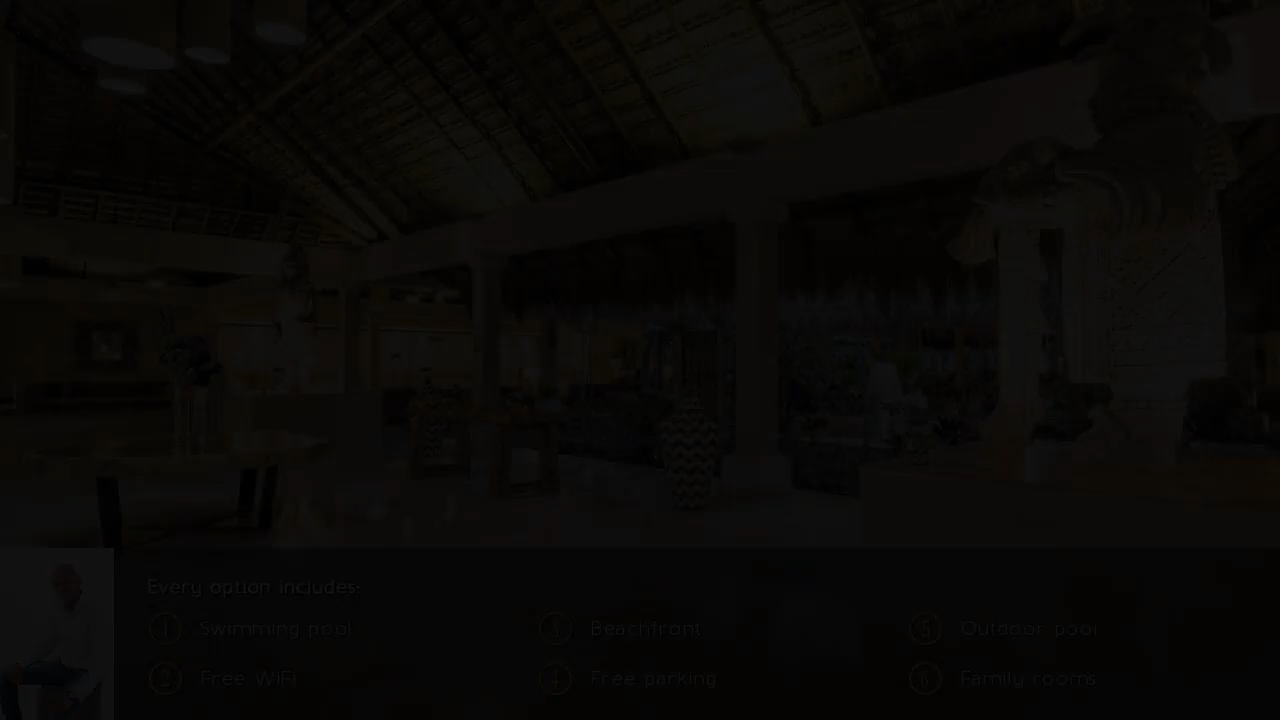 Every option includes:
1 Swimming pool
3 Beachfront
5 Outdoor pool
2 Free WiFi
4 Free parking
6 Family rooms